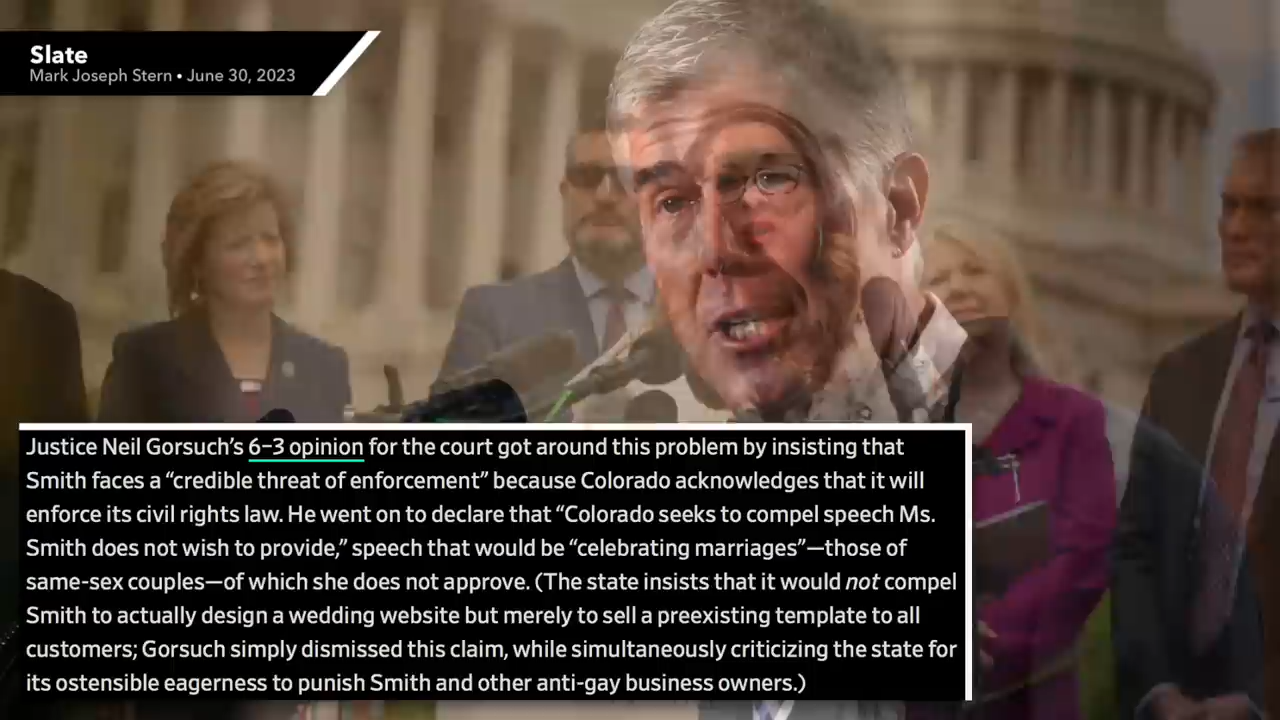 Slate
Mark Joseph Stern • June 30, 2023
Justice Neil Gorsuch’s 6–3 opinion for the court got around this problem by insisting that
Smith faces a “credible threat of enforcement” because Colorado acknowledges that it will
enforce its civil rights law. He went on to declare that “Colorado seeks to compel speech Ms.
Smith does not wish to provide,” speech that would be “celebrating marriages”—those of
same-sex couples—of which she does not approve. (The state insists that it would not compel
Smith to actually design a wedding website but merely to sell a preexisting template to all
customers; Gorsuch simply dismissed this claim, while simultaneously criticizing the state for
its ostensible eagerness to punish Smith and other anti-gay business owners.)